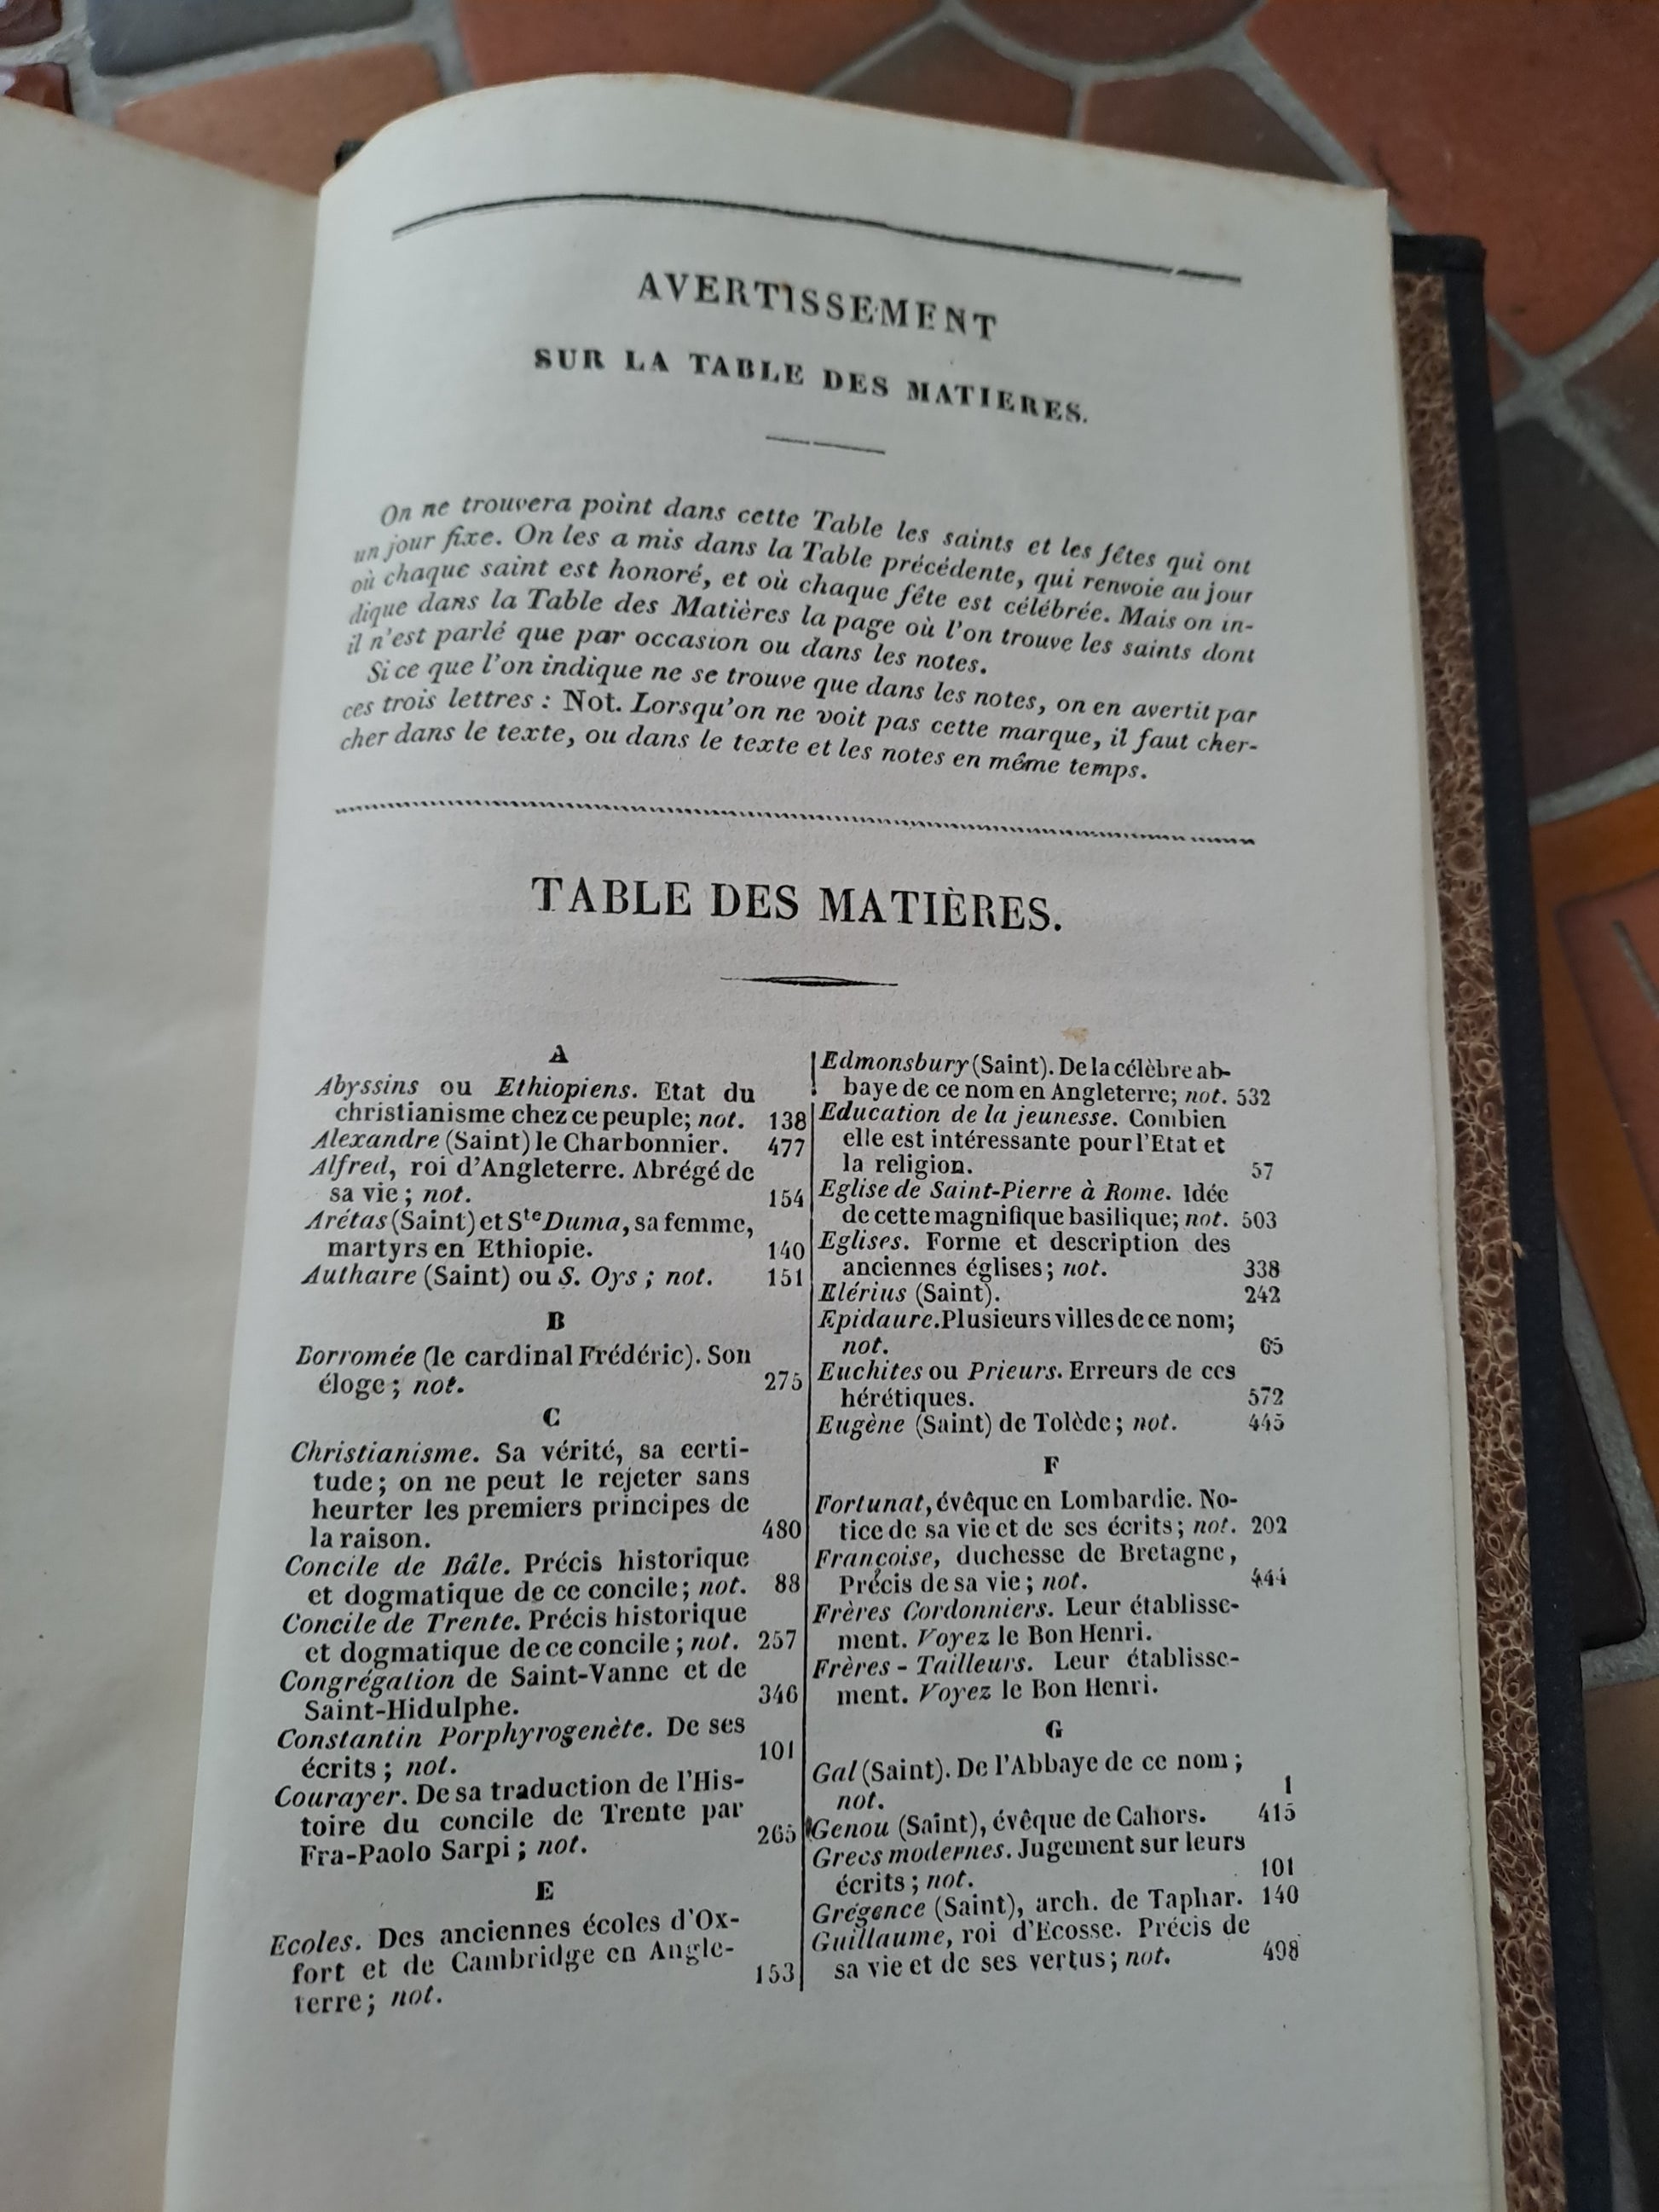 AVERTISSEMENT
SUR LA TABLE DES MATIERES.
On ne trouvera point dans cette Table les saints et les fêtes qui ont
un jour fixe. On les a mis dans la Table précédente, qui renvoie au jour
où chaque saint est honoré, et où chaque fête est célébrée. Mais on in-
dique dans la Table des Matières la page où l'on trouve les saints dont
il n'est parlé que par occasion ou dans les notes.
Si ce que l'on indique ne se trouve que dans les notes, on en avertit par
ces trois lettres : Not. Lorsqu'on ne voit pas cette marque, il faut cher-
cher dans le texte, ou dans le texte et les notes en même temps.
TABLE DES MATIÈRES.
A
Abyssins ou Ethiopiens. Etat du
christianisme chez ce peuple; not. 138
Alexandre (Saint) le Charbonnier. 477
Alfred, roi d'Angleterre. Abrégé de
sa vie ; not. 154
Arétas (Saint) et Ste Duma, sa femme,
martyrs en Ethiopie. 140
Authaire (Saint) ou S. Oys ; not. 151
B
Borromée (le cardinal Frédéric). Son
éloge ; not. 275
C
Christianisme. Sa vérité, sa certi-
tude ; on ne peut le rejeter sans
heurter les premiers principes de
la raison. 480
Concile de Bâle. Précis historique
et dogmatique de ce concile ; not. 88
Concile de Trente. Précis historique
et dogmatique de ce concile ; not. 257
Congrégation de Saint-Vanne et de
Saint-Hidulphe. 346
Constantin Porphyrogenète. De ses
écrits ; not. 101
Courayer. De sa traduction de l'His-
toire du concile de Trente par
Fra-Paolo Sarpi ; not. 265
E
Ecoles. Des anciennes écoles d'Ox-
fort et de Cambridge en Angle-
terre ; not. 153
Edmonsbury (Saint). De la célèbre ab-
baye de ce nom en Angleterre; not. 532
Education de la jeunesse. Combien
elle est intéressante pour l'Etat et
la religion. 57
Eglise de Saint-Pierre à Rome. Idée
de cette magnifique basilique; not. 503
Eglises. Forme et description des
anciennes églises ; not. 338
Elérius (Saint). 242
Epidaure. Plusieurs villes de ce nom;
not. 65
Euchites ou Prieurs. Erreurs de ces
hérétiques. 572
Eugène (Saint) de Tolède ; not. 445
F
Fortunat, évêque en Lombardie. No-
tice de sa vie et de ses écrits ; not. 202
Françoise, duchesse de Bretagne,
Précis de sa vie ; not. 444
Frères Cordonniers. Leur établisse-
ment. Voyez le Bon Henri.
Frères-Tailleurs. Leur établisse-
ment. Voyez le Bon Henri.
G
Gal (Saint). De l'Abbaye de ce nom ;
not. 1
Genou (Saint), évêque de Cahors. 415
Grecs modernes. Jugement sur leurs
écrits ; not. 101
Grégence (Saint), arch. de Taphar. 140
Guillaume, roi d'Ecosse. Précis de
sa vie et de ses vertus ; not. 498